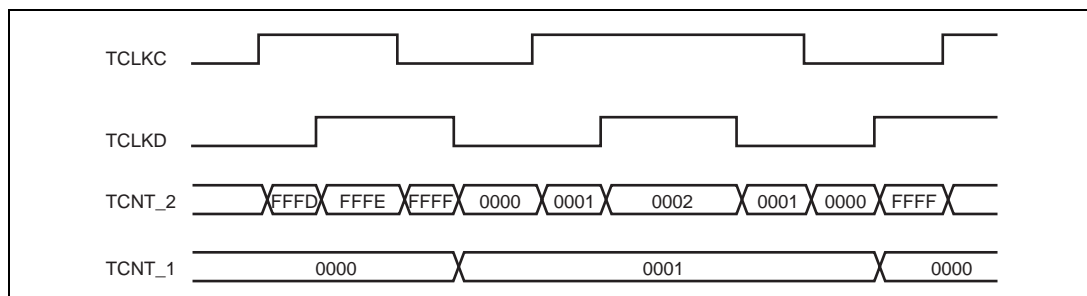 TCLKC
TCLKD
TCNT_2 FFFD FFFE FFFF 0000 0001 0002 0001 0000 FFFF
TCNT_1 0000 0001 0000